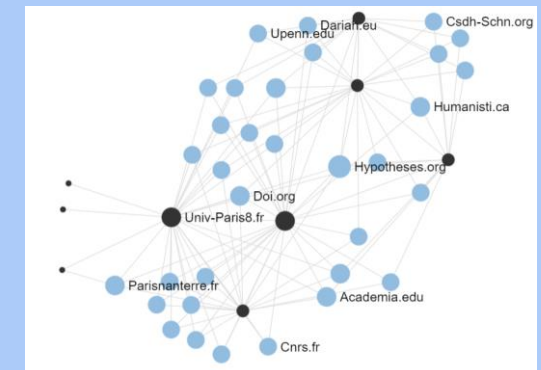 Csdh-Schn.org
Dariah.eu
Upenn.edu
Humanisti.ca
Hypotheses.org
Doi.org
Univ-Paris8.fr
Parisnanterre.fr
Academia.edu
Cnrs.fr